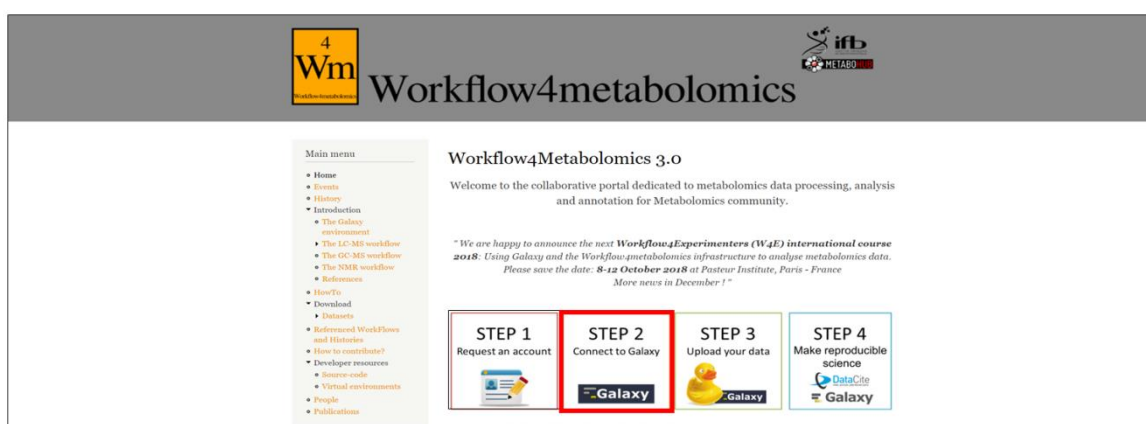 4
Wm
Workflow4metabolomics
Workflow4metabolomics
ifb
METABOHUB
Main menu
Home
Events
History
Introduction
The Galaxy
environment
The LC-MS workflow
The GC-MS workflow
The NMR workflow
References
HowTo
Download
Datasets
Referenced WorkFlows
and Histories
How to contribute?
Developer resources
Source-code
Virtual environments
People
Publications
Workflow4Metabolomics 3.0
Welcome to the collaborative portal dedicated to metabolomics data processing, analysis
and annotation for Metabolomics community.
" We are happy to announce the next Workflow4Experimenters (W4E) international course
2018: Using Galaxy and the Workflow4metabolomics infrastructure to analyse metabolomics data.
Please save the date: 8-12 October 2018 at Pasteur Institute, Paris - France
More news in December ! "
STEP 1
Request an account
STEP 2
Connect to Galaxy
Galaxy
STEP 3
Upload your data
Galaxy
STEP 4
Make reproducible
science
DataCite
Galaxy